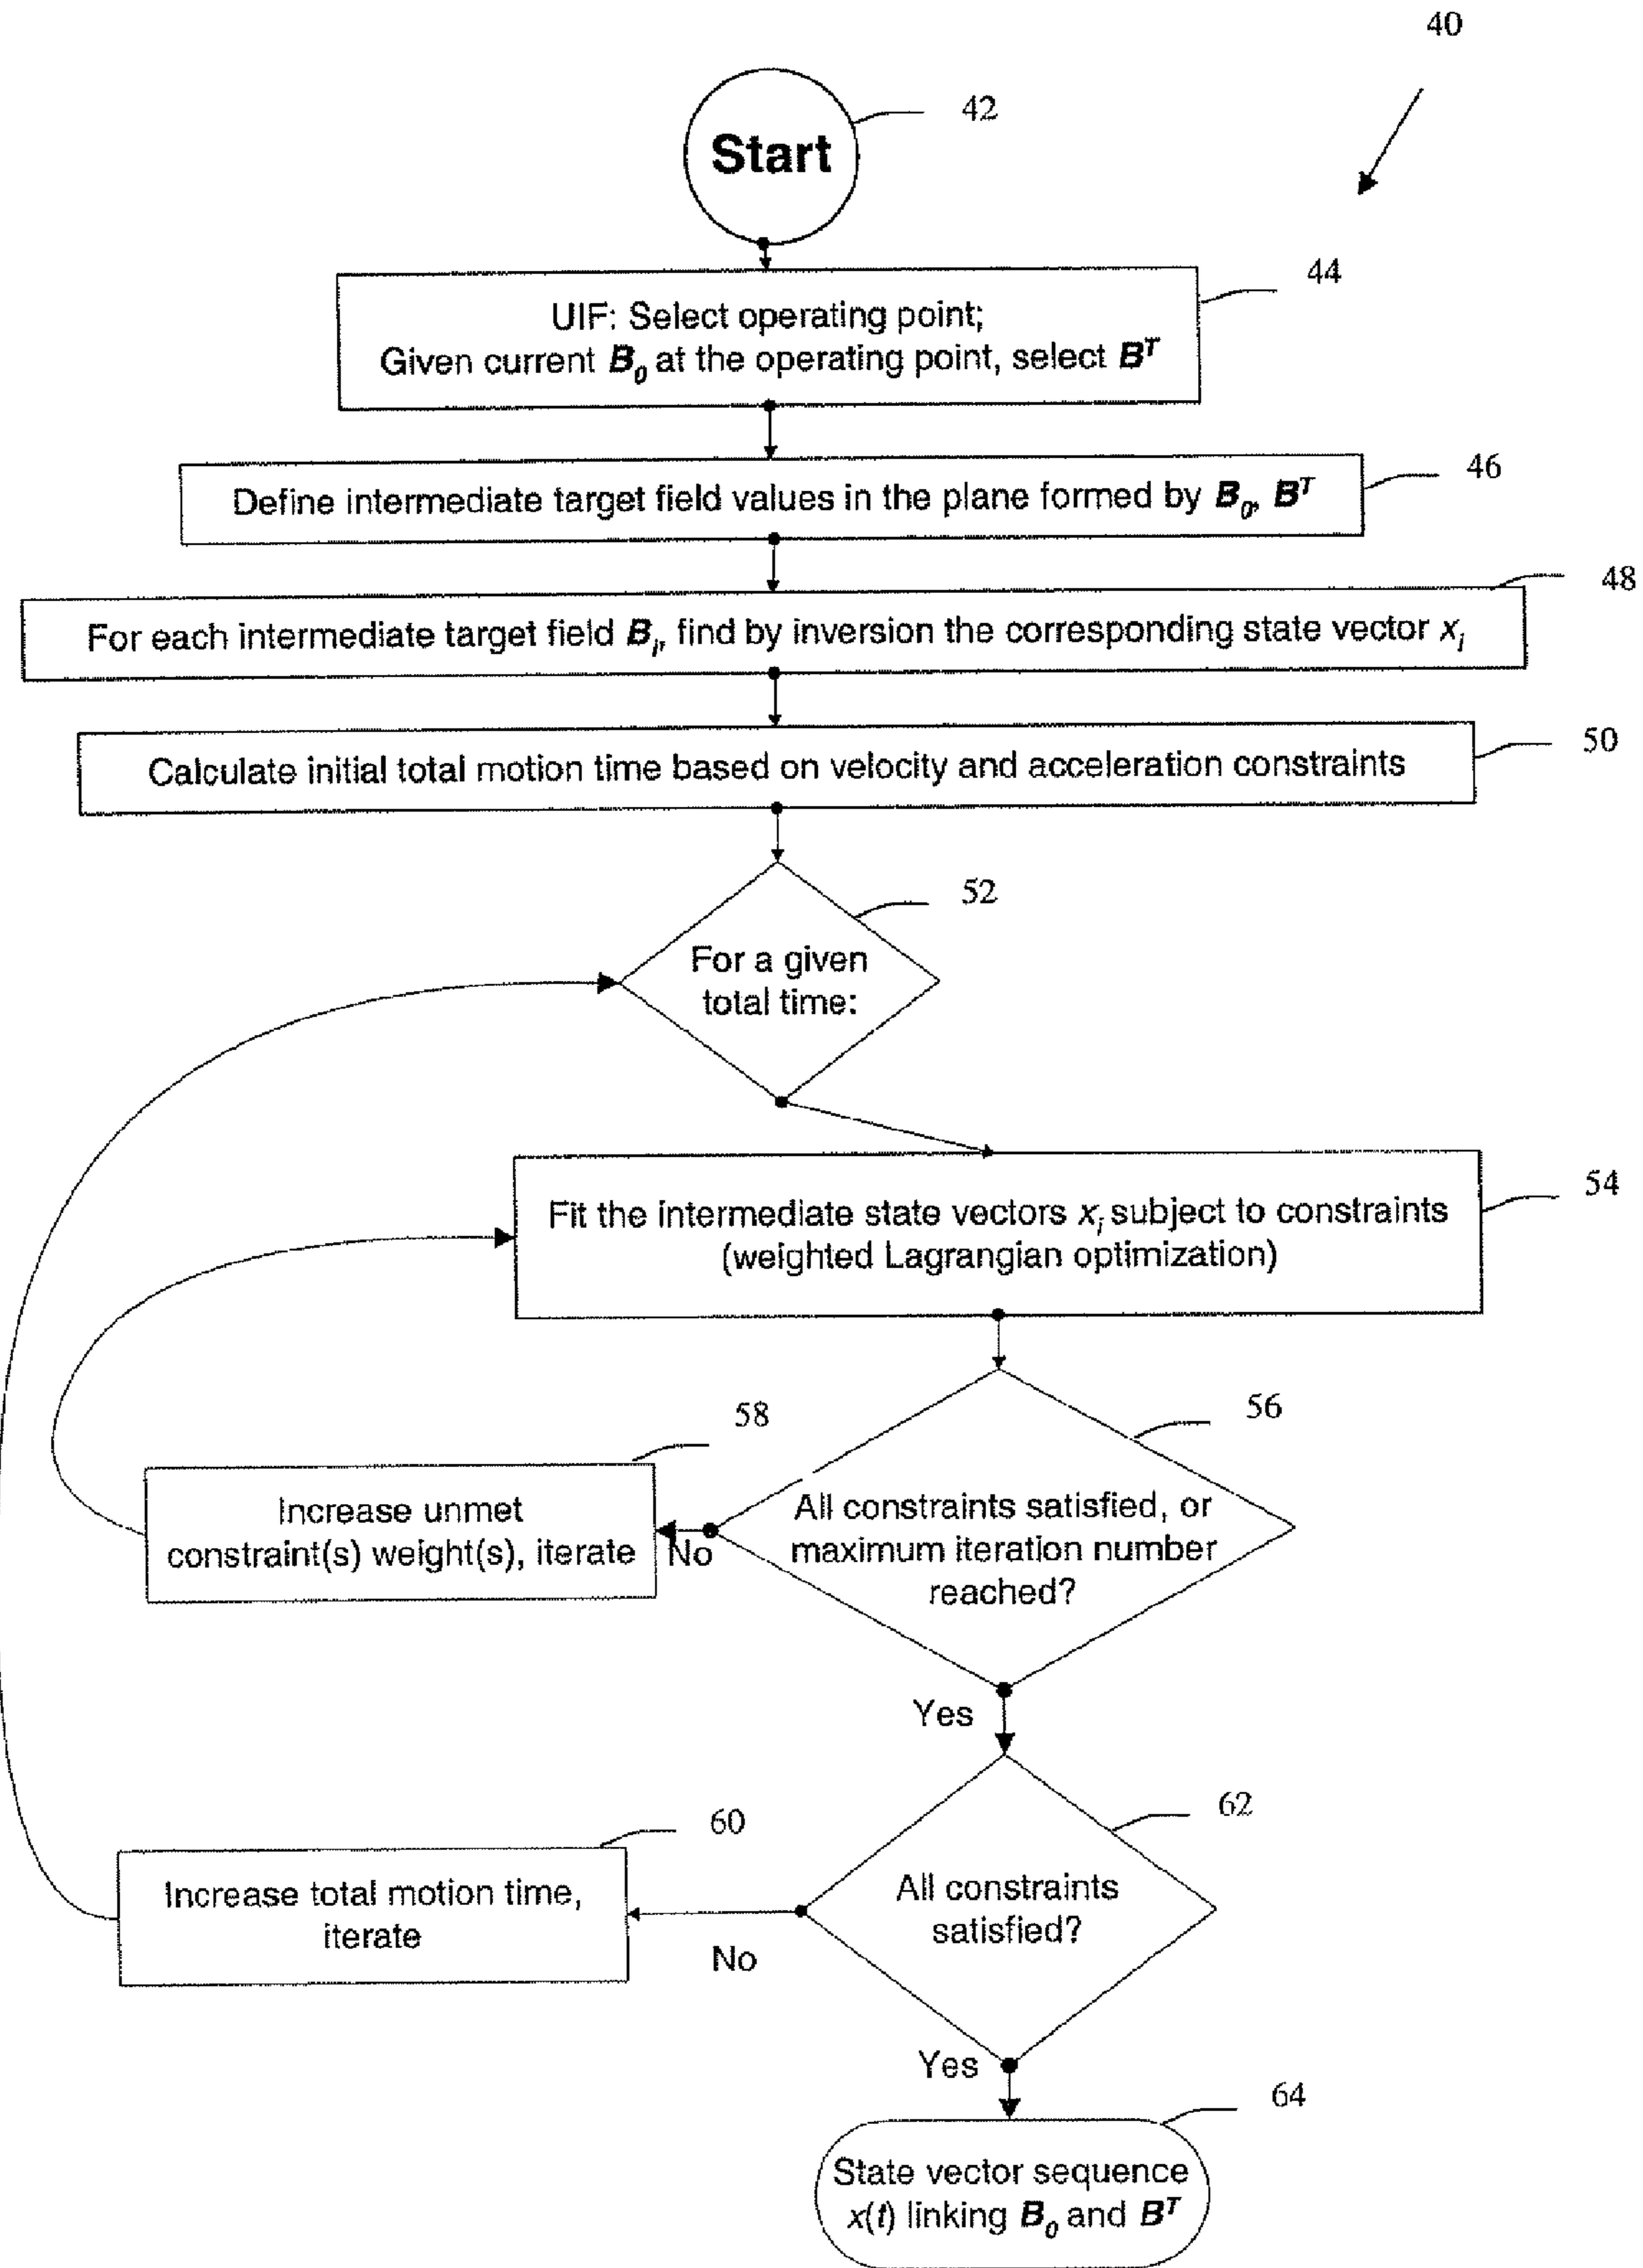 40
42
Start
44
UIF: Select operating point;
Given current B0 at the operating point, select B^T
46
Define intermediate target field values in the plane formed by B0, B^T
48
For each intermediate target field Bi, find by inversion the corresponding state vector xi
50
Calculate initial total motion time based on velocity and acceleration constraints
52
For a given
total time:
54
Fit the intermediate state vectors xi subject to constraints
(weighted Lagrangian optimization)
56
58
All constraints satisfied, or
maximum iteration number
reached?
Increase unmet
constraint(s) weight(s), iterate
No
Yes
62
60
All constraints
satisfied?
Increase total motion time,
iterate
No
Yes
64
State vector sequence
x(t) linking B0 and B^T